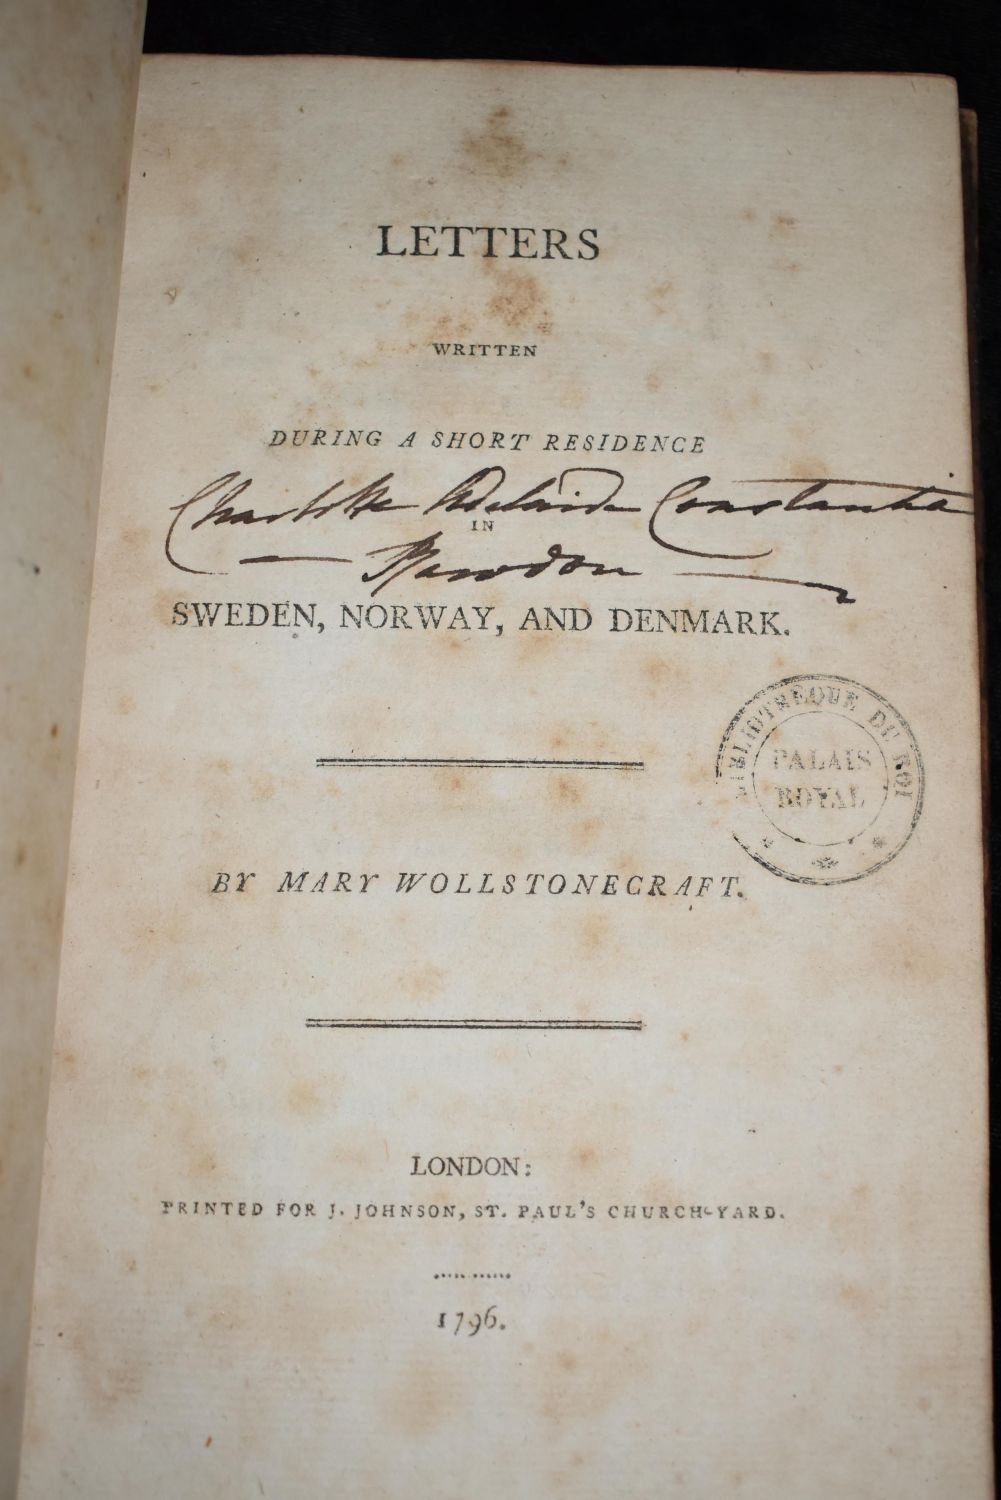 LETTERS
WRITTEN
DURING A SHORT RESIDENCE
Charlotte Adelaide Constantia
IN
Rawdon
SWEDEN, NORWAY, AND DENMARK.
BIBLIOTHÈQUE DU ROI
PALAIS
ROYAL
BY MARY WOLLSTONECRAFT.
LONDON:
PRINTED FOR J. JOHNSON, ST. PAUL'S CHURCH-YARD.
1796.